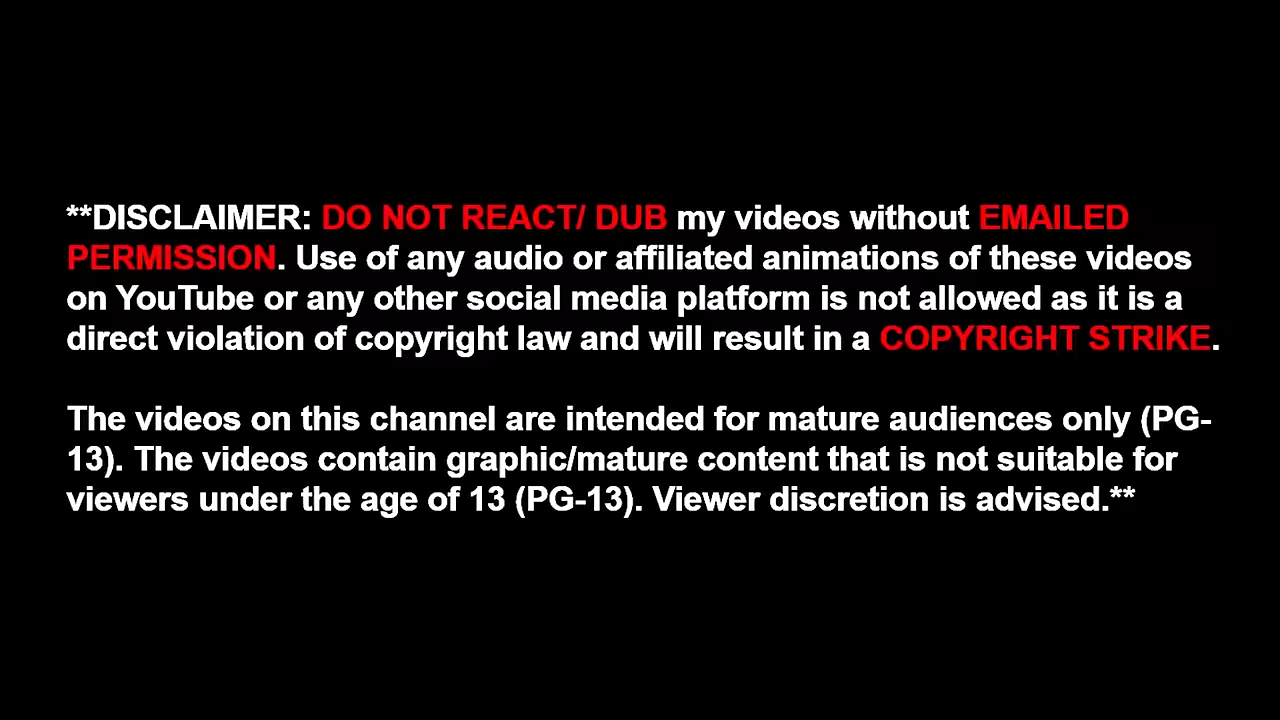 **DISCLAIMER: DO NOT REACT/ DUB my videos without EMAILED
PERMISSION. Use of any audio or affiliated animations of these videos
on YouTube or any other social media platform is not allowed as it is a
direct violation of copyright law and will result in a COPYRIGHT STRIKE.
The videos on this channel are intended for mature audiences only (PG-
13). The videos contain graphic/mature content that is not suitable for
viewers under the age of 13 (PG-13). Viewer discretion is advised.**